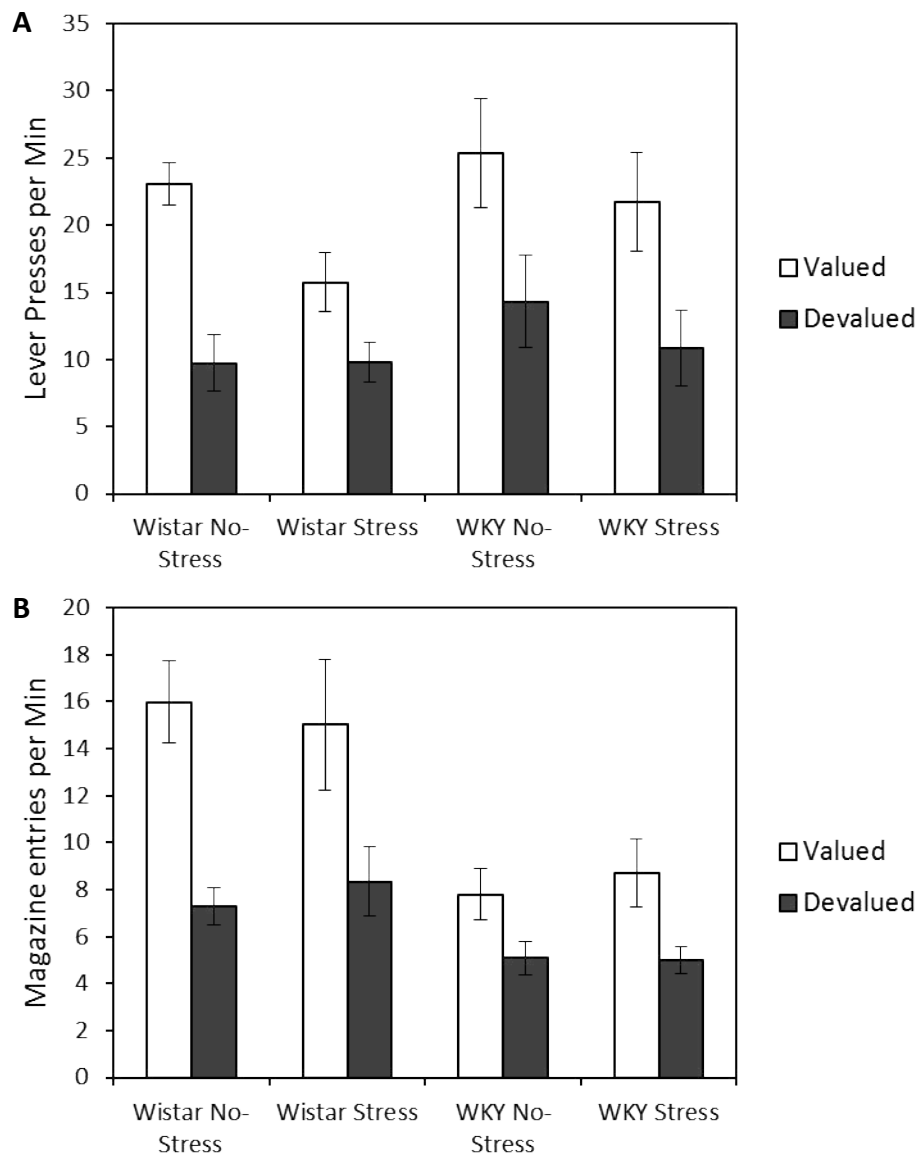 A
35
30
25
20
15
10
5
0
Lever Presses per Min
Wistar No-
Stress
Wistar Stress
WKY No-
Stress
WKY Stress
Valued
Devalued
B
20
18
16
14
12
10
8
6
4
2
0
Magazine entries per Min
Wistar No-
Stress
Wistar Stress
WKY No-
Stress
WKY Stress
Valued
Devalued